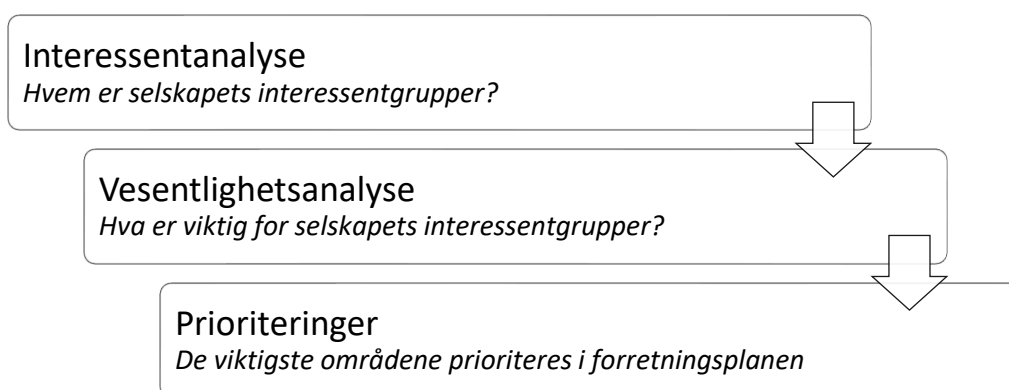 Interessentanalyse
Hvem er selskapets interessentgrupper?
Vesentlighetsanalyse
Hva er viktig for selskapets interessentgrupper?
Prioriteringer
De viktigste områdene prioriteres i forretningsplanen